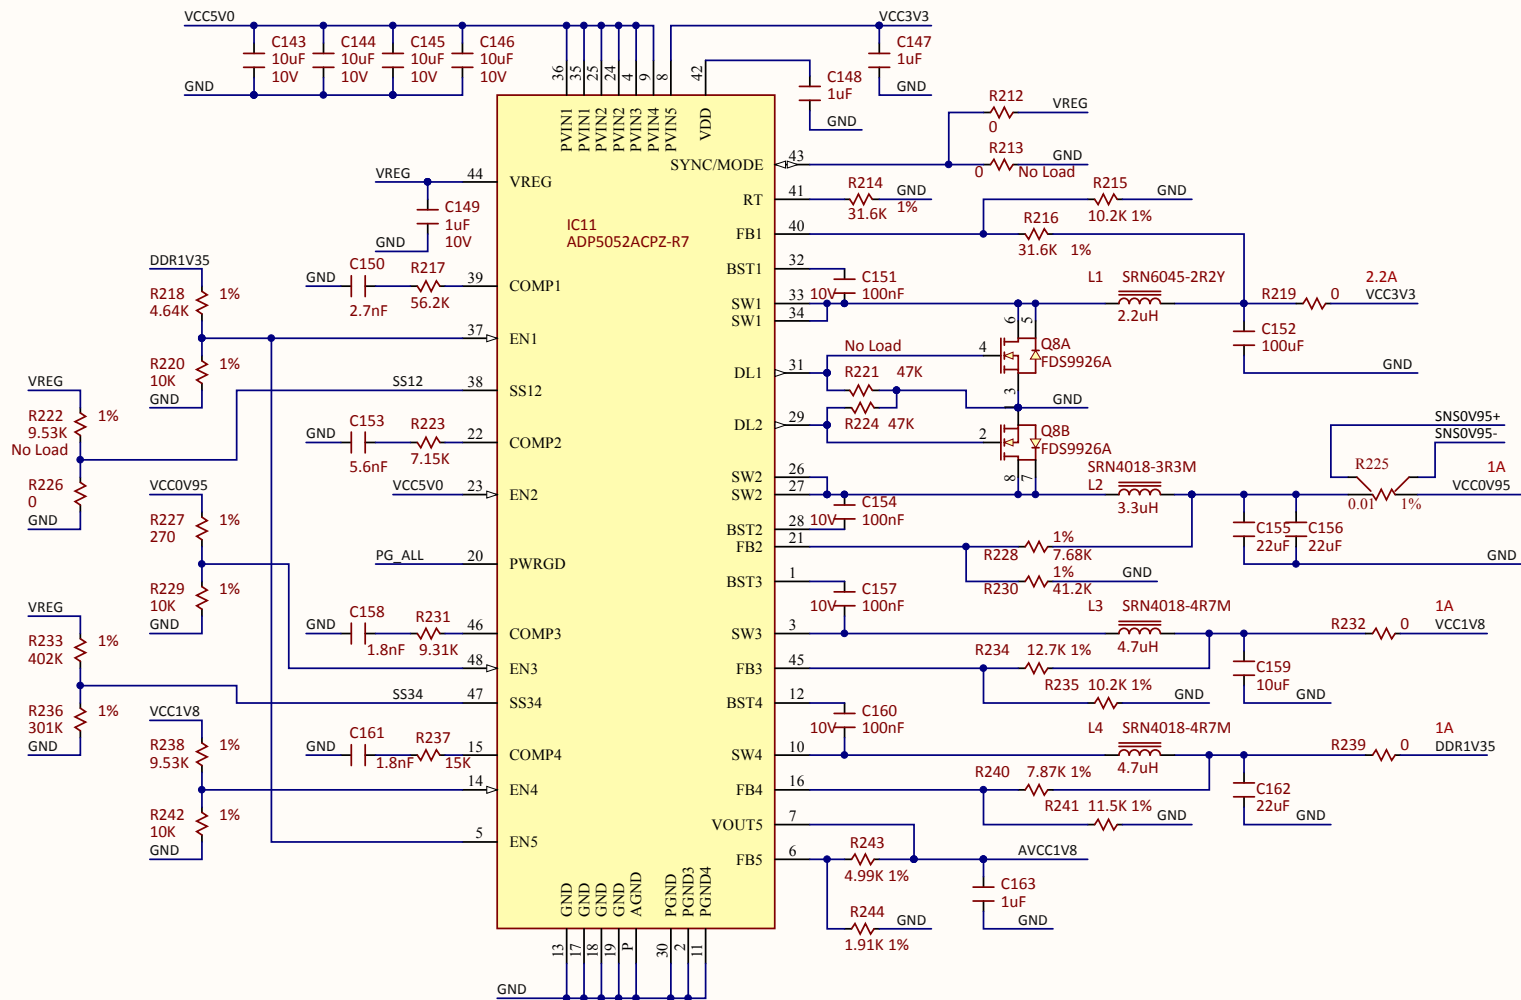 VCC5V0
C143
10uF
10V
C144
10uF
10V
C145
10uF
10V
C146
10uF
10V
GND
36
35
25
24
4
9
8
42
VCC3V3
C147
1uF
GND
C148
1uF
GND
PVIN1
PVIN1
PVIN2
PVIN2
PVIN3
PVIN4
PVIN5
VDD
R212
0
VREG
R213
0
No Load
GND
SYNC/MODE
43
VREG
44
VREG
C149
1uF
10V
GND
IC11
ADP5052ACPZ-R7
RT
41
R214
31.6K
1%
GND
R215
10.2K 1%
GND
FB1
40
R216
31.6K
1%
DDR1V35
R218
4.64K
1%
R220
10K
1%
GND
GND
C150
2.7nF
R217
56.2K
39
COMP1
37
EN1
BST1
32
C151
10V
100nF
SW1
33
SW1
34
L1
SRN6045-2R2Y
2.2uH
2.2A
R219
0
VCC3V3
C152
100uF
GND
6
5
4
Q8A
FDS9926A
3
No Load
DL1
31
R221
47K
R224
47K
GND
DL2
29
1
2
Q8B
FDS9926A
8
7
VREG
R222
9.53K
No Load
1%
R226
0
GND
SS12
38
SS12
GND
C153
5.6nF
R223
7.15K
22
COMP2
VCC5V0
23
EN2
SW2
26
SW2
27
C154
10V
100nF
BST2
28
FB2
21
SRN4018-3R3M
L2
3.3uH
SNS0V95+
SNS0V95-
R225
0.01
1%
1A
VCC0V95
C155
22uF
C156
22uF
GND
R228
1%
7.68K
R230
1%
41.2K
GND
VCC0V95
R227
270
1%
R229
10K
1%
GND
PG_ALL
20
PWRGD
BST3
1
C157
10V
100nF
SW3
3
L3
SRN4018-4R7M
4.7uH
R232
0
1A
VCC1V8
C159
10uF
GND
VREG
R233
402K
1%
R236
301K
1%
GND
GND
C158
1.8nF
R231
9.31K
46
COMP3
48
EN3
SS34
47
SS34
FB3
45
R234
12.7K 1%
R235
10.2K 1%
GND
BST4
12
C160
10V
100nF
SW4
10
L4
SRN4018-4R7M
4.7uH
R239
0
1A
DDR1V35
C162
22uF
GND
VCC1V8
R238
9.53K
1%
R242
10K
1%
GND
GND
C161
1.8nF
R237
15K
15
COMP4
14
EN4
5
EN5
FB4
16
R240
7.87K 1%
R241
11.5K 1%
GND
VOUT5
7
FB5
6
R243
4.99K 1%
AVCC1V8
C163
1uF
GND
R244
1.91K 1%
GND
GND
GND
GND
GND
AGND
PGND
PGND3
PGND4
13
17
18
19
P
30
2
11
GND